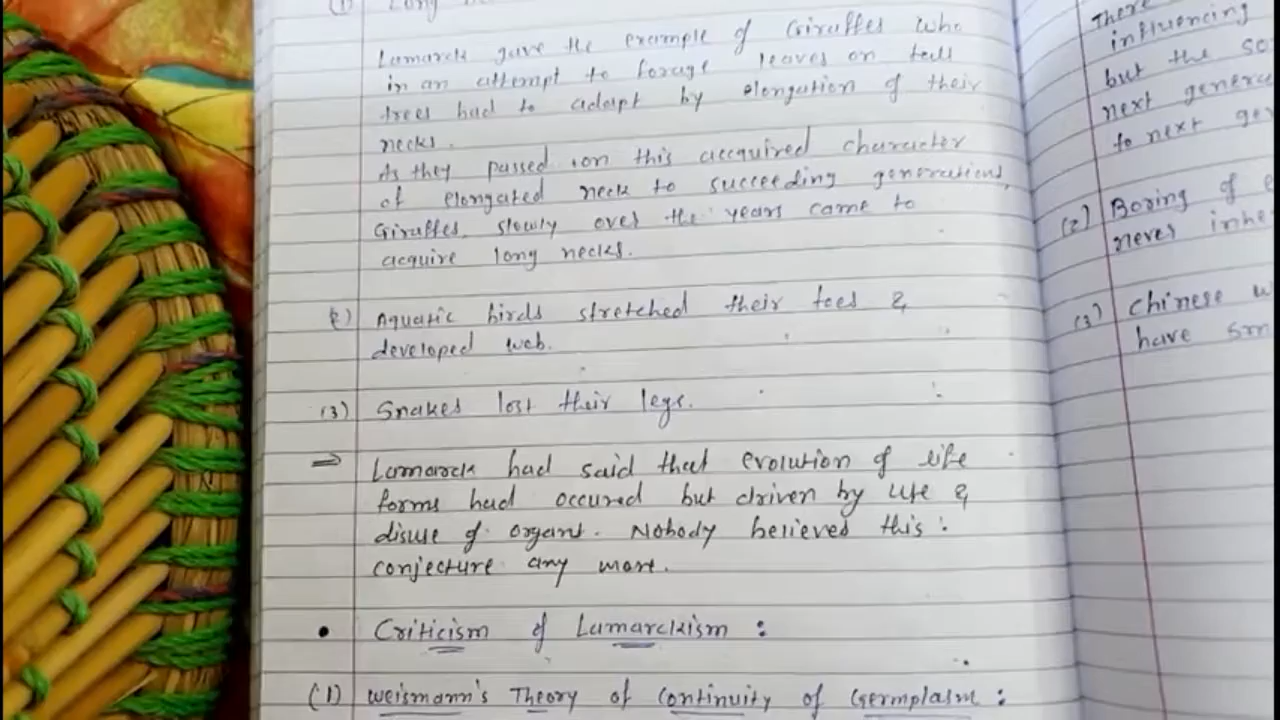 (1) Long
Lamarck gave the example of Giraffes who
in an attempt to forage leaves on tall
trees had to adapt by elongation of their
necks.
As they passed on this accquired character
of elongated neck to succeeding generations,
Giraffes, slowly over the years came to
acquire long necks.
(2) Aquatic birds stretched their toes &
developed web.
(3) Snakes lost their legs.
⇒ Lamarck had said that evolution of life
forms had occured but driven by use &
disuse of organs. Nobody believed this
conjecture any more.
• Criticism of Lamarckism :
(1) Weismann's Theory of Continuity of Germplasm :
There
influencing
but the
next
to next
(2) Boring of
never
(3) Chinese
have